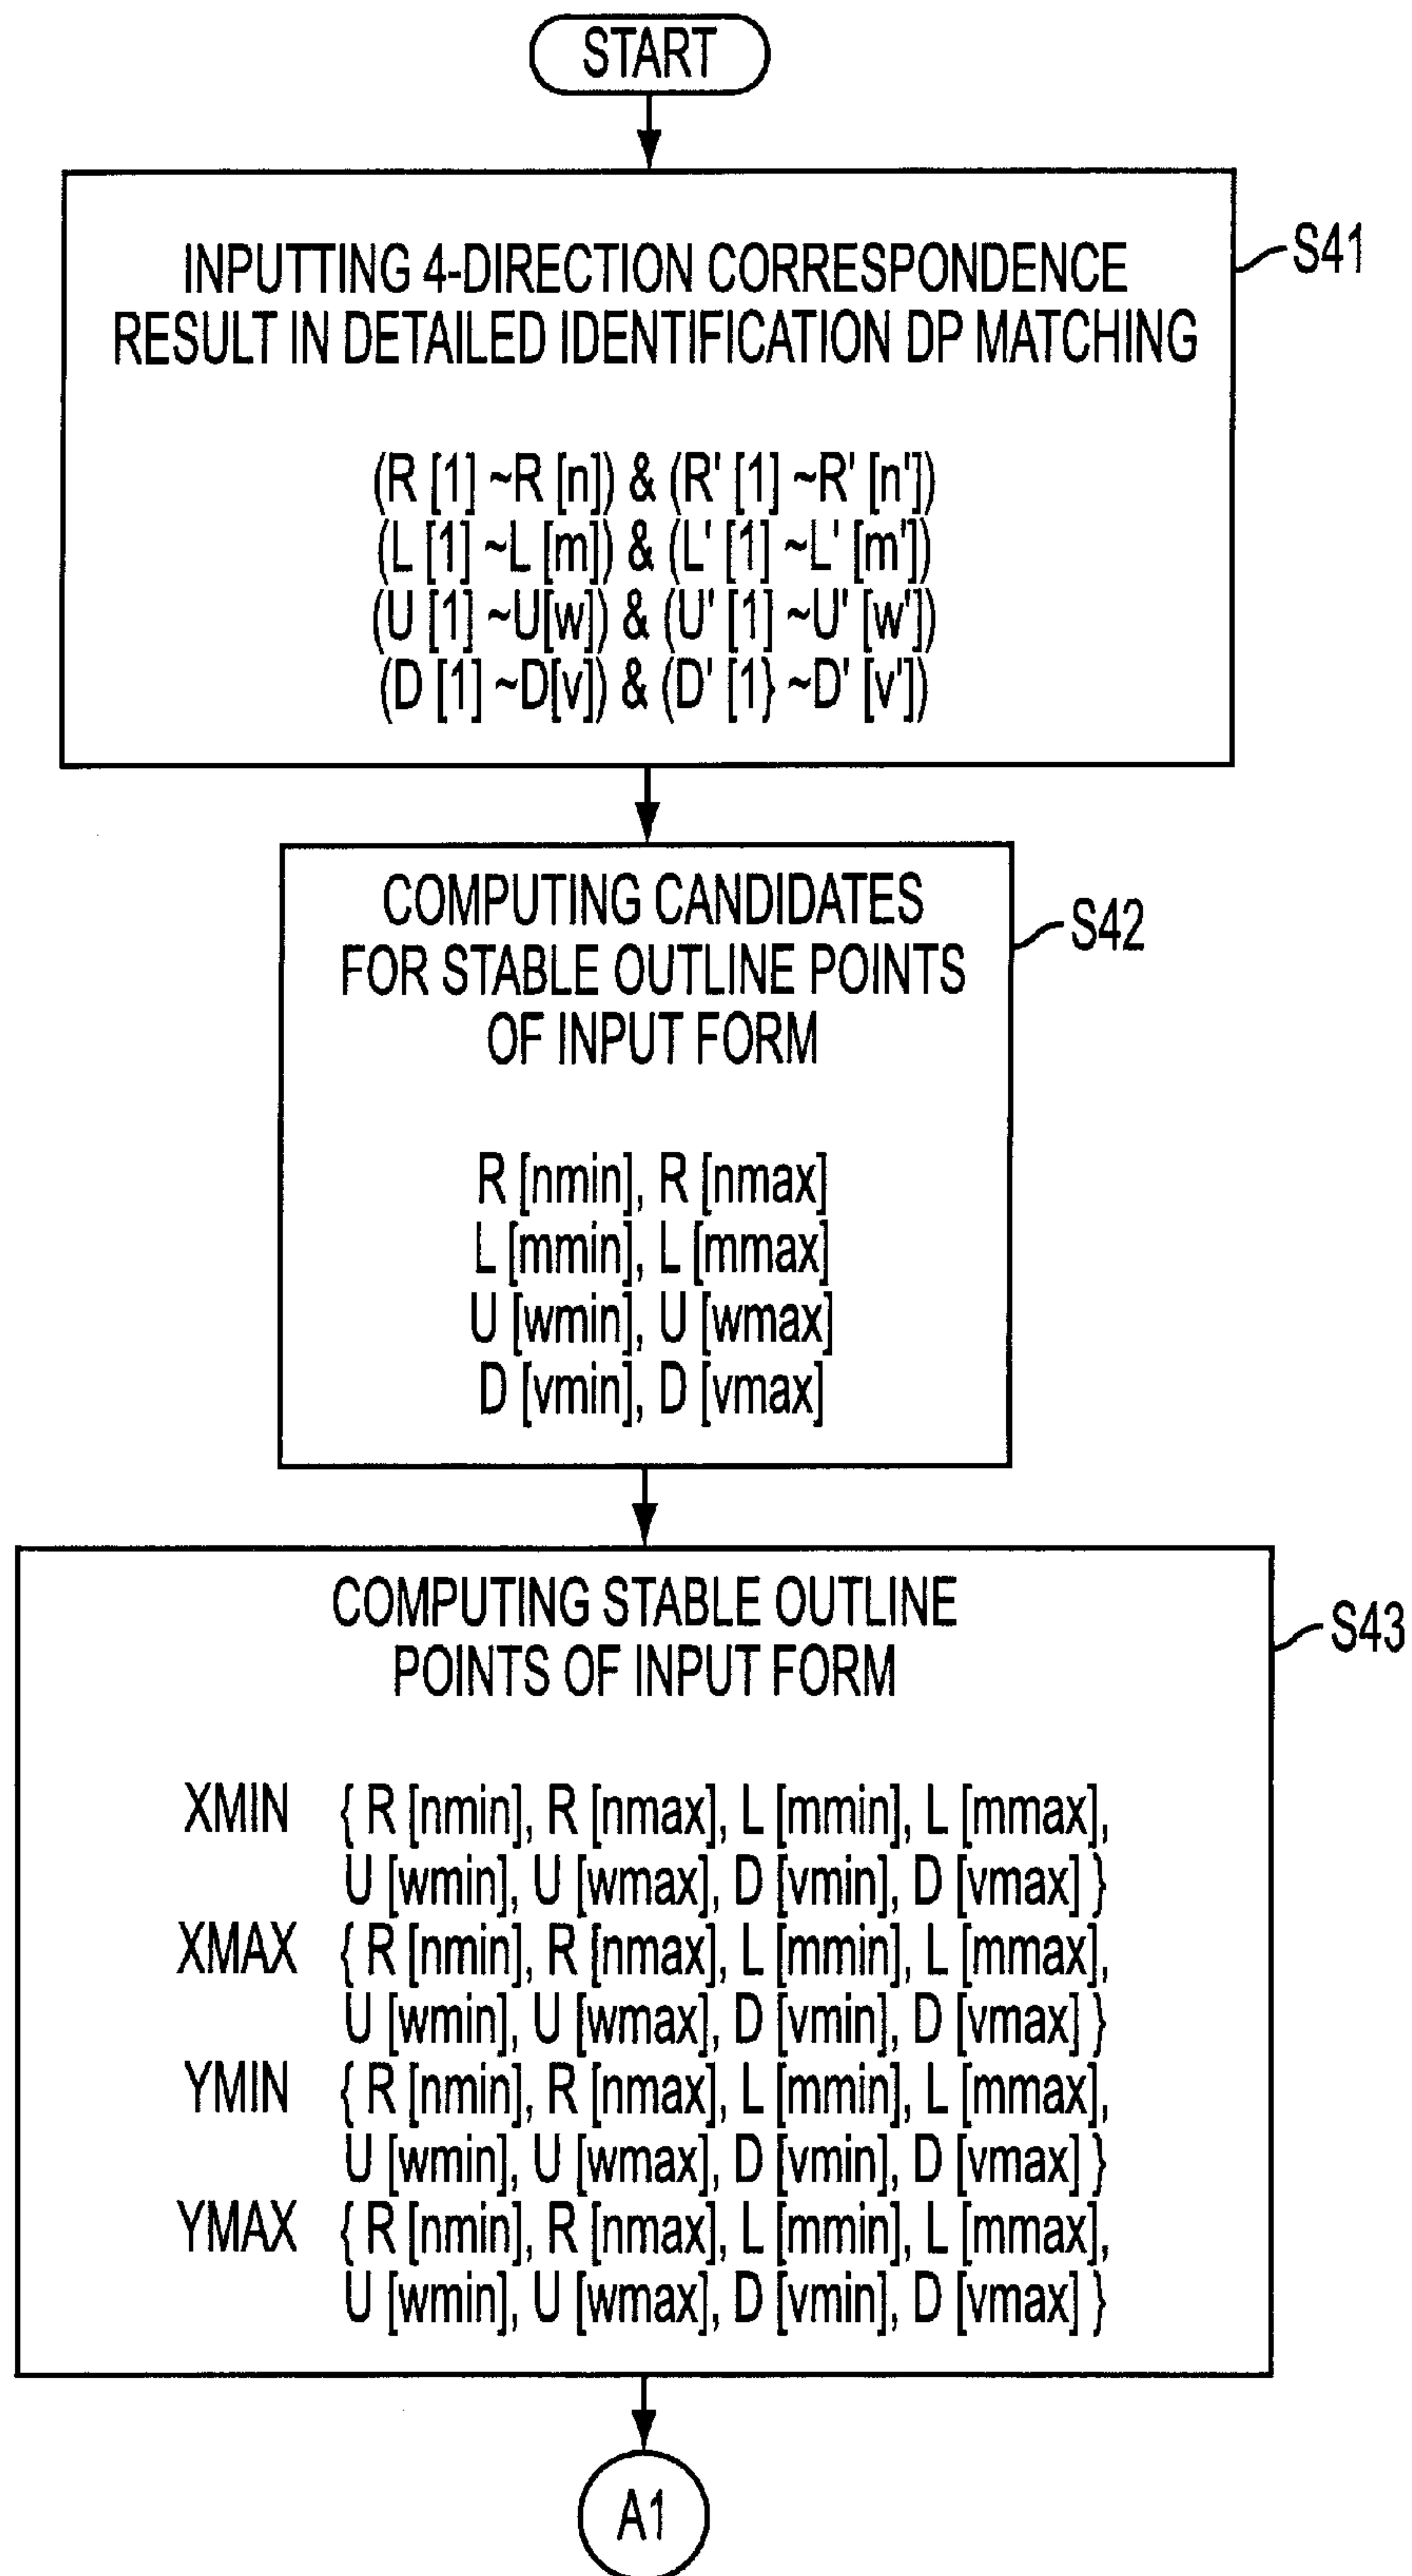 START
INPUTTING 4-DIRECTION CORRESPONDENCE
RESULT IN DETAILED IDENTIFICATION DP MATCHING
S41
(R [1] ~R [n]) & (R' [1] ~R' [n'])
(L [1] ~L [m]) & (L' [1] ~L' [m'])
(U [1] ~U[w]) & (U' [1] ~U' [w'])
(D [1] ~D[v]) & (D' [1} ~D' [v'])
COMPUTING CANDIDATES
FOR STABLE OUTLINE POINTS
OF INPUT FORM
S42
R [nmin], R [nmax]
L [mmin], L [mmax]
U [wmin], U [wmax]
D [vmin], D [vmax]
COMPUTING STABLE OUTLINE
POINTS OF INPUT FORM
S43
XMIN { R [nmin], R [nmax], L [mmin], L [mmax],
U [wmin], U [wmax], D [vmin], D [vmax] }
XMAX { R [nmin], R [nmax], L [mmin], L [mmax],
U [wmin], U [wmax], D [vmin], D [vmax] }
YMIN { R [nmin], R [nmax], L [mmin], L [mmax],
U [wmin], U [wmax], D [vmin], D [vmax] }
YMAX { R [nmin], R [nmax], L [mmin], L [mmax],
U [wmin], U [wmax], D [vmin], D [vmax] }
A1